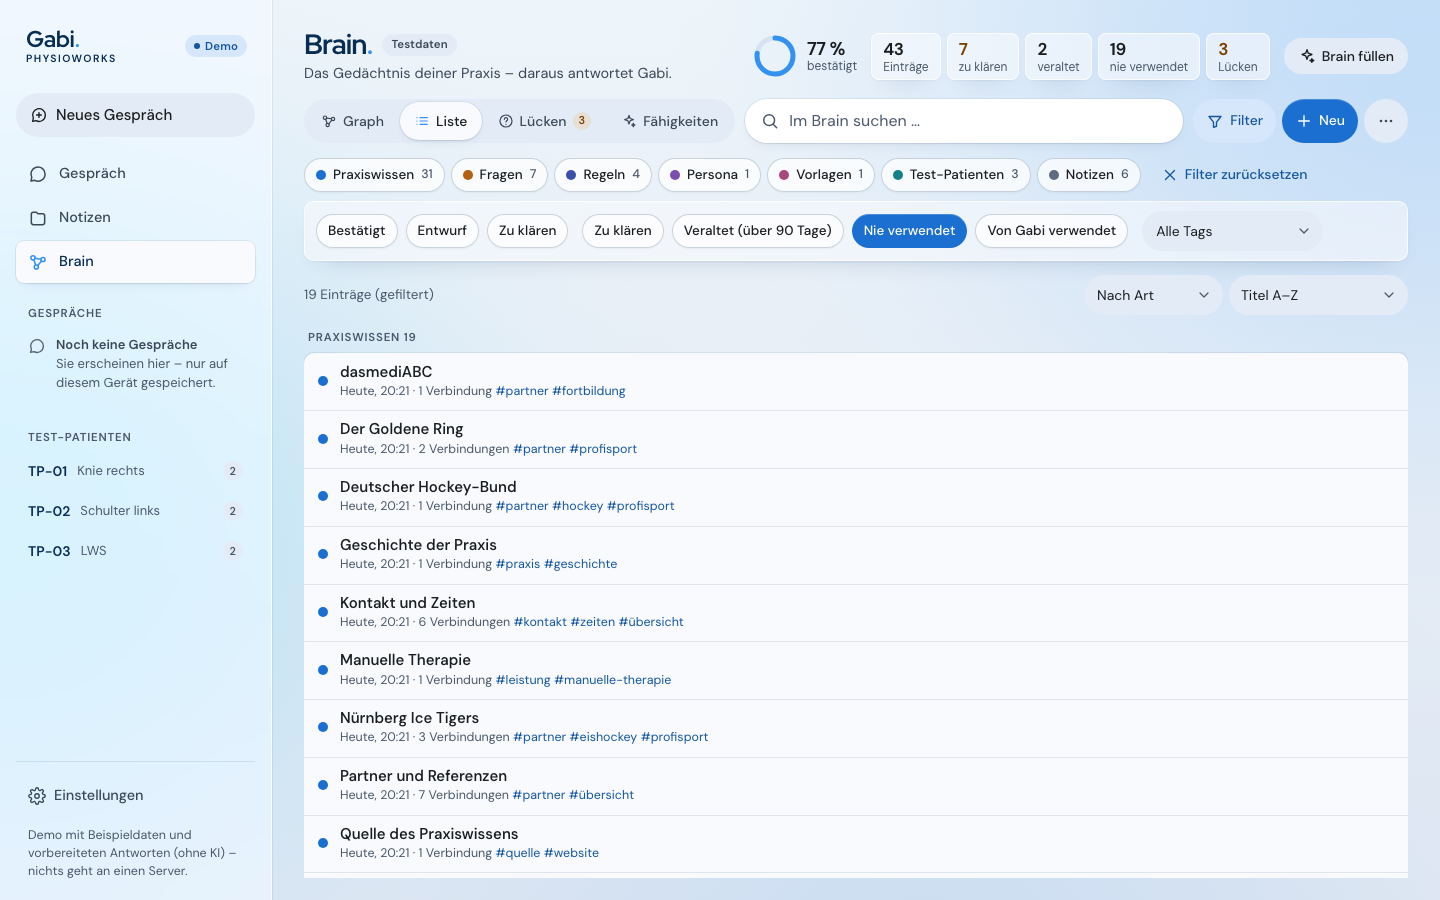 Gabi.
PHYSIOWORKS
Demo
Neues Gespräch
Gespräch
Notizen
Brain
GESPRÄCHE
Noch keine Gespräche
Sie erscheinen hier – nur auf
diesem Gerät gespeichert.
TEST-PATIENTEN
TP-01 Knie rechts 2
TP-02 Schulter links 2
TP-03 LWS 2
Einstellungen
Demo mit Beispieldaten und
vorbereiteten Antworten (ohne KI) –
nichts geht an einen Server.
Brain. Testdaten
Das Gedächtnis deiner Praxis – daraus antwortet Gabi.
77 % bestätigt
43 Einträge
7 zu klären
2 veraltet
19 nie verwendet
3 Lücken
Brain füllen
Graph Liste Lücken 3 Fähigkeiten
Im Brain suchen …
Filter
Neu
Praxiswissen 31 Fragen 7 Regeln 4 Persona 1 Vorlagen 1 Test-Patienten 3 Notizen 6 Filter zurücksetzen
Bestätigt Entwurf Zu klären Zu klären Veraltet (über 90 Tage) Nie verwendet Von Gabi verwendet Alle Tags
19 Einträge (gefiltert)
Nach Art Titel A–Z
PRAXISWISSEN 19
dasmediABC
Heute, 20:21 · 1 Verbindung #partner #fortbildung
Der Goldene Ring
Heute, 20:21 · 2 Verbindungen #partner #profisport
Deutscher Hockey-Bund
Heute, 20:21 · 1 Verbindung #partner #hockey #profisport
Geschichte der Praxis
Heute, 20:21 · 1 Verbindung #praxis #geschichte
Kontakt und Zeiten
Heute, 20:21 · 6 Verbindungen #kontakt #zeiten #übersicht
Manuelle Therapie
Heute, 20:21 · 1 Verbindung #leistung #manuelle-therapie
Nürnberg Ice Tigers
Heute, 20:21 · 3 Verbindungen #partner #eishockey #profisport
Partner und Referenzen
Heute, 20:21 · 7 Verbindungen #partner #übersicht
Quelle des Praxiswissens
Heute, 20:21 · 1 Verbindung #quelle #website